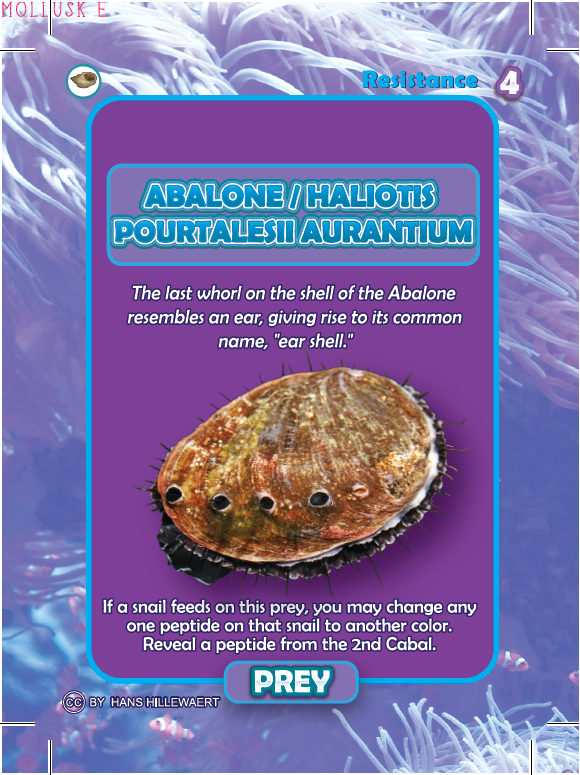 MOLLUSK E
Resistance 4
ABALONE / HALIOTIS
POURTALESII AURANTIUM
The last whorl on the shell of the Abalone
resembles an ear, giving rise to its common
name, "ear shell."
If a snail feeds on this prey, you may change any
one peptide on that snail to another color.
Reveal a peptide from the 2nd Cabal.
PREY
CC BY HANS HILLEWAERT